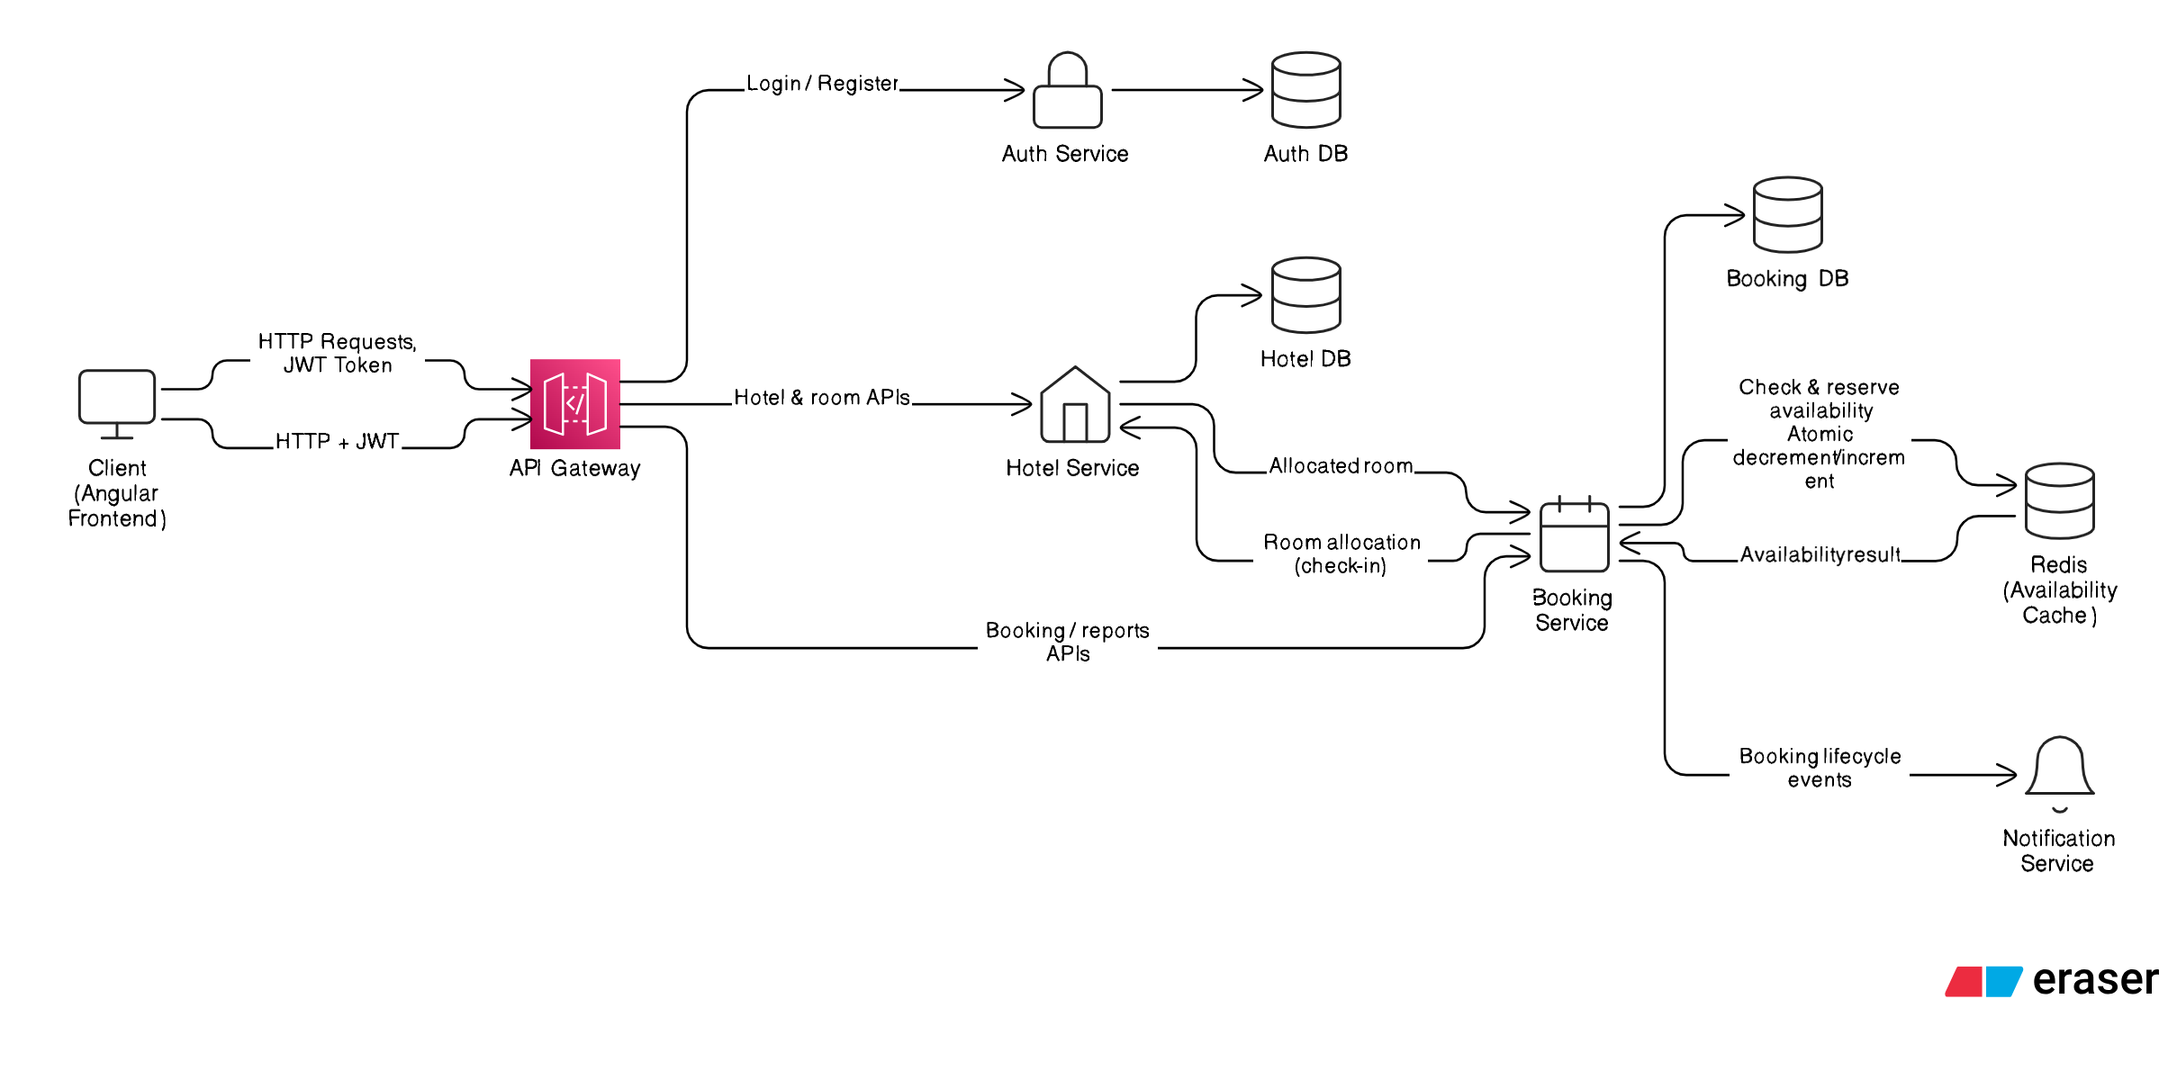 Login / Register
Auth Service
Auth DB
Booking DB
Hotel DB
HTTP Requests,
JWT Token
HTTP + JWT
Client
(Angular
Frontend)
API Gateway
Hotel & room APIs
Hotel Service
Allocated room
Room allocation
(check-in)
Booking / reports
APIs
Booking
Service
Check & reserve
availability
Atomic
decrement/increm
ent
Availability result
Redis
(Availability
Cache)
Booking lifecycle
events
Notification
Service
eraser